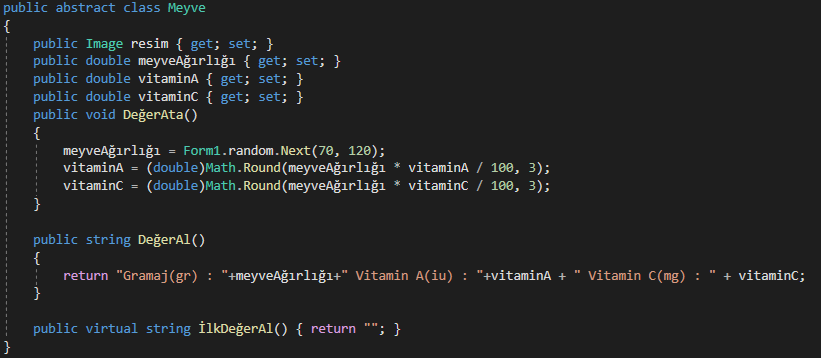 public abstract class Meyve
{
public Image resim { get; set; }
public double meyveAğırlığı { get; set; }
public double vitaminA { get; set; }
public double vitaminC { get; set; }
public void DeğerAta()
{
meyveAğırlığı = Form1.random.Next(70, 120);
vitaminA = (double)Math.Round(meyveAğırlığı * vitaminA / 100, 3);
vitaminC = (double)Math.Round(meyveAğırlığı * vitaminC / 100, 3);
}
public string DeğerAl()
{
return "Gramaj(gr) : "+meyveAğırlığı+" Vitamin A(iu) : "+vitaminA + " Vitamin C(mg) : " + vitaminC;
}
public virtual string İlkDeğerAl() { return ""; }
}